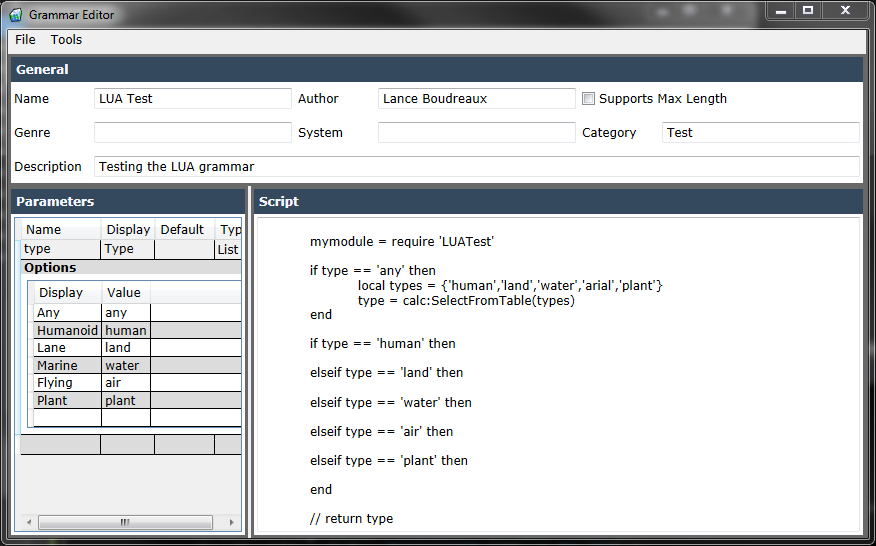 Grammar Editor
File Tools
General
Name LUA Test Author Lance Boudreaux Supports Max Length
Genre System Category Test
Description Testing the LUA grammar
Parameters
Name Display Default Typ
type Type List
Options
Display Value
Any any
Humanoid human
Lane land
Marine water
Flying air
Plant plant
Script
mymodule = require 'LUATest'
if type == 'any' then
local types = {'human','land','water','arial','plant'}
type = calc:SelectFromTable(types)
end
if type == 'human' then
elseif type == 'land' then
elseif type == 'water' then
elseif type == 'air' then
elseif type == 'plant' then
end
// return type